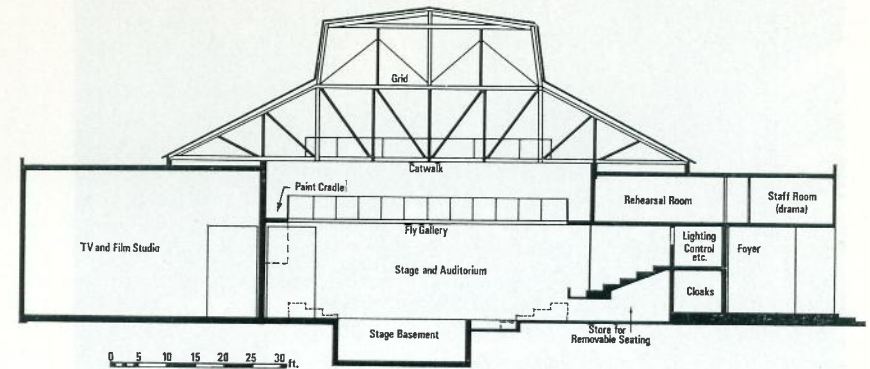 Grid
Catwalk
Paint Cradle
Rehearsal Room
Staff Room
(drama)
Fly Gallery
TV and Film Studio
Stage and Auditorium
Lighting
Control
etc.
Foyer
Cloaks
Stage Basement
Store for
Removable Seating
0 5 10 15 20 25 30 ft.